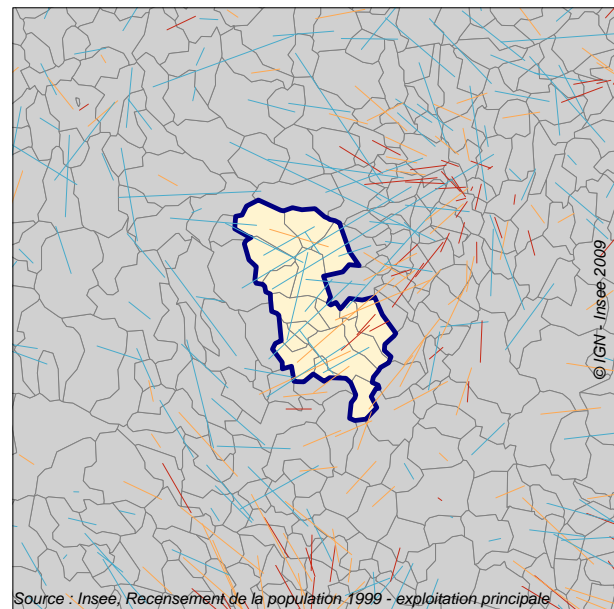 © IGN - Insee 2009
Source : Insee, Recensement de la population 1999 - exploitation principale